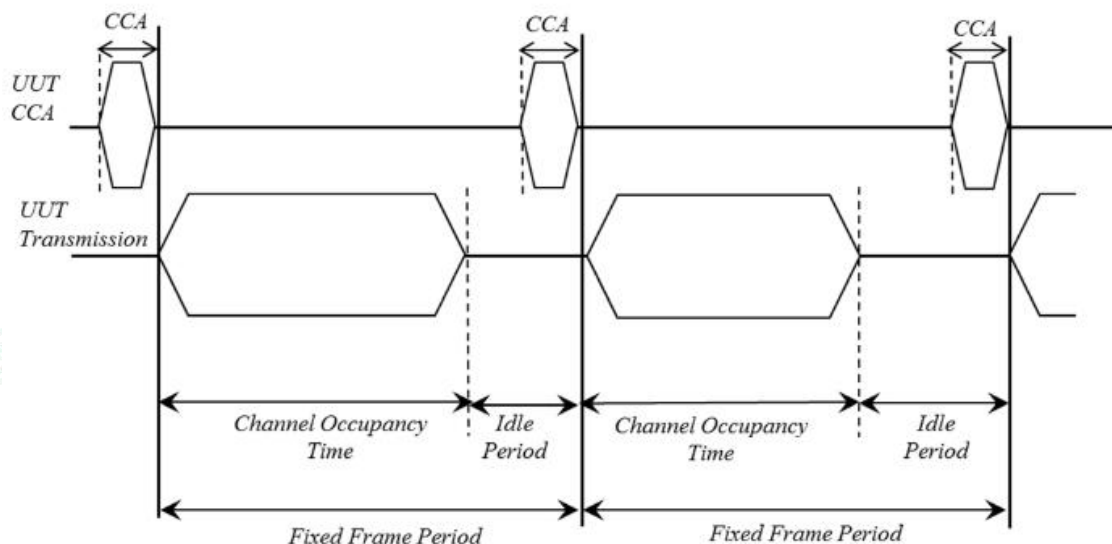 CCA
CCA
CCA
UUT
CCA
UUT
Transmission
Channel Occupancy
Time
Idle
Period
Channel Occupancy
Time
Idle
Period
Fixed Frame Period
Fixed Frame Period